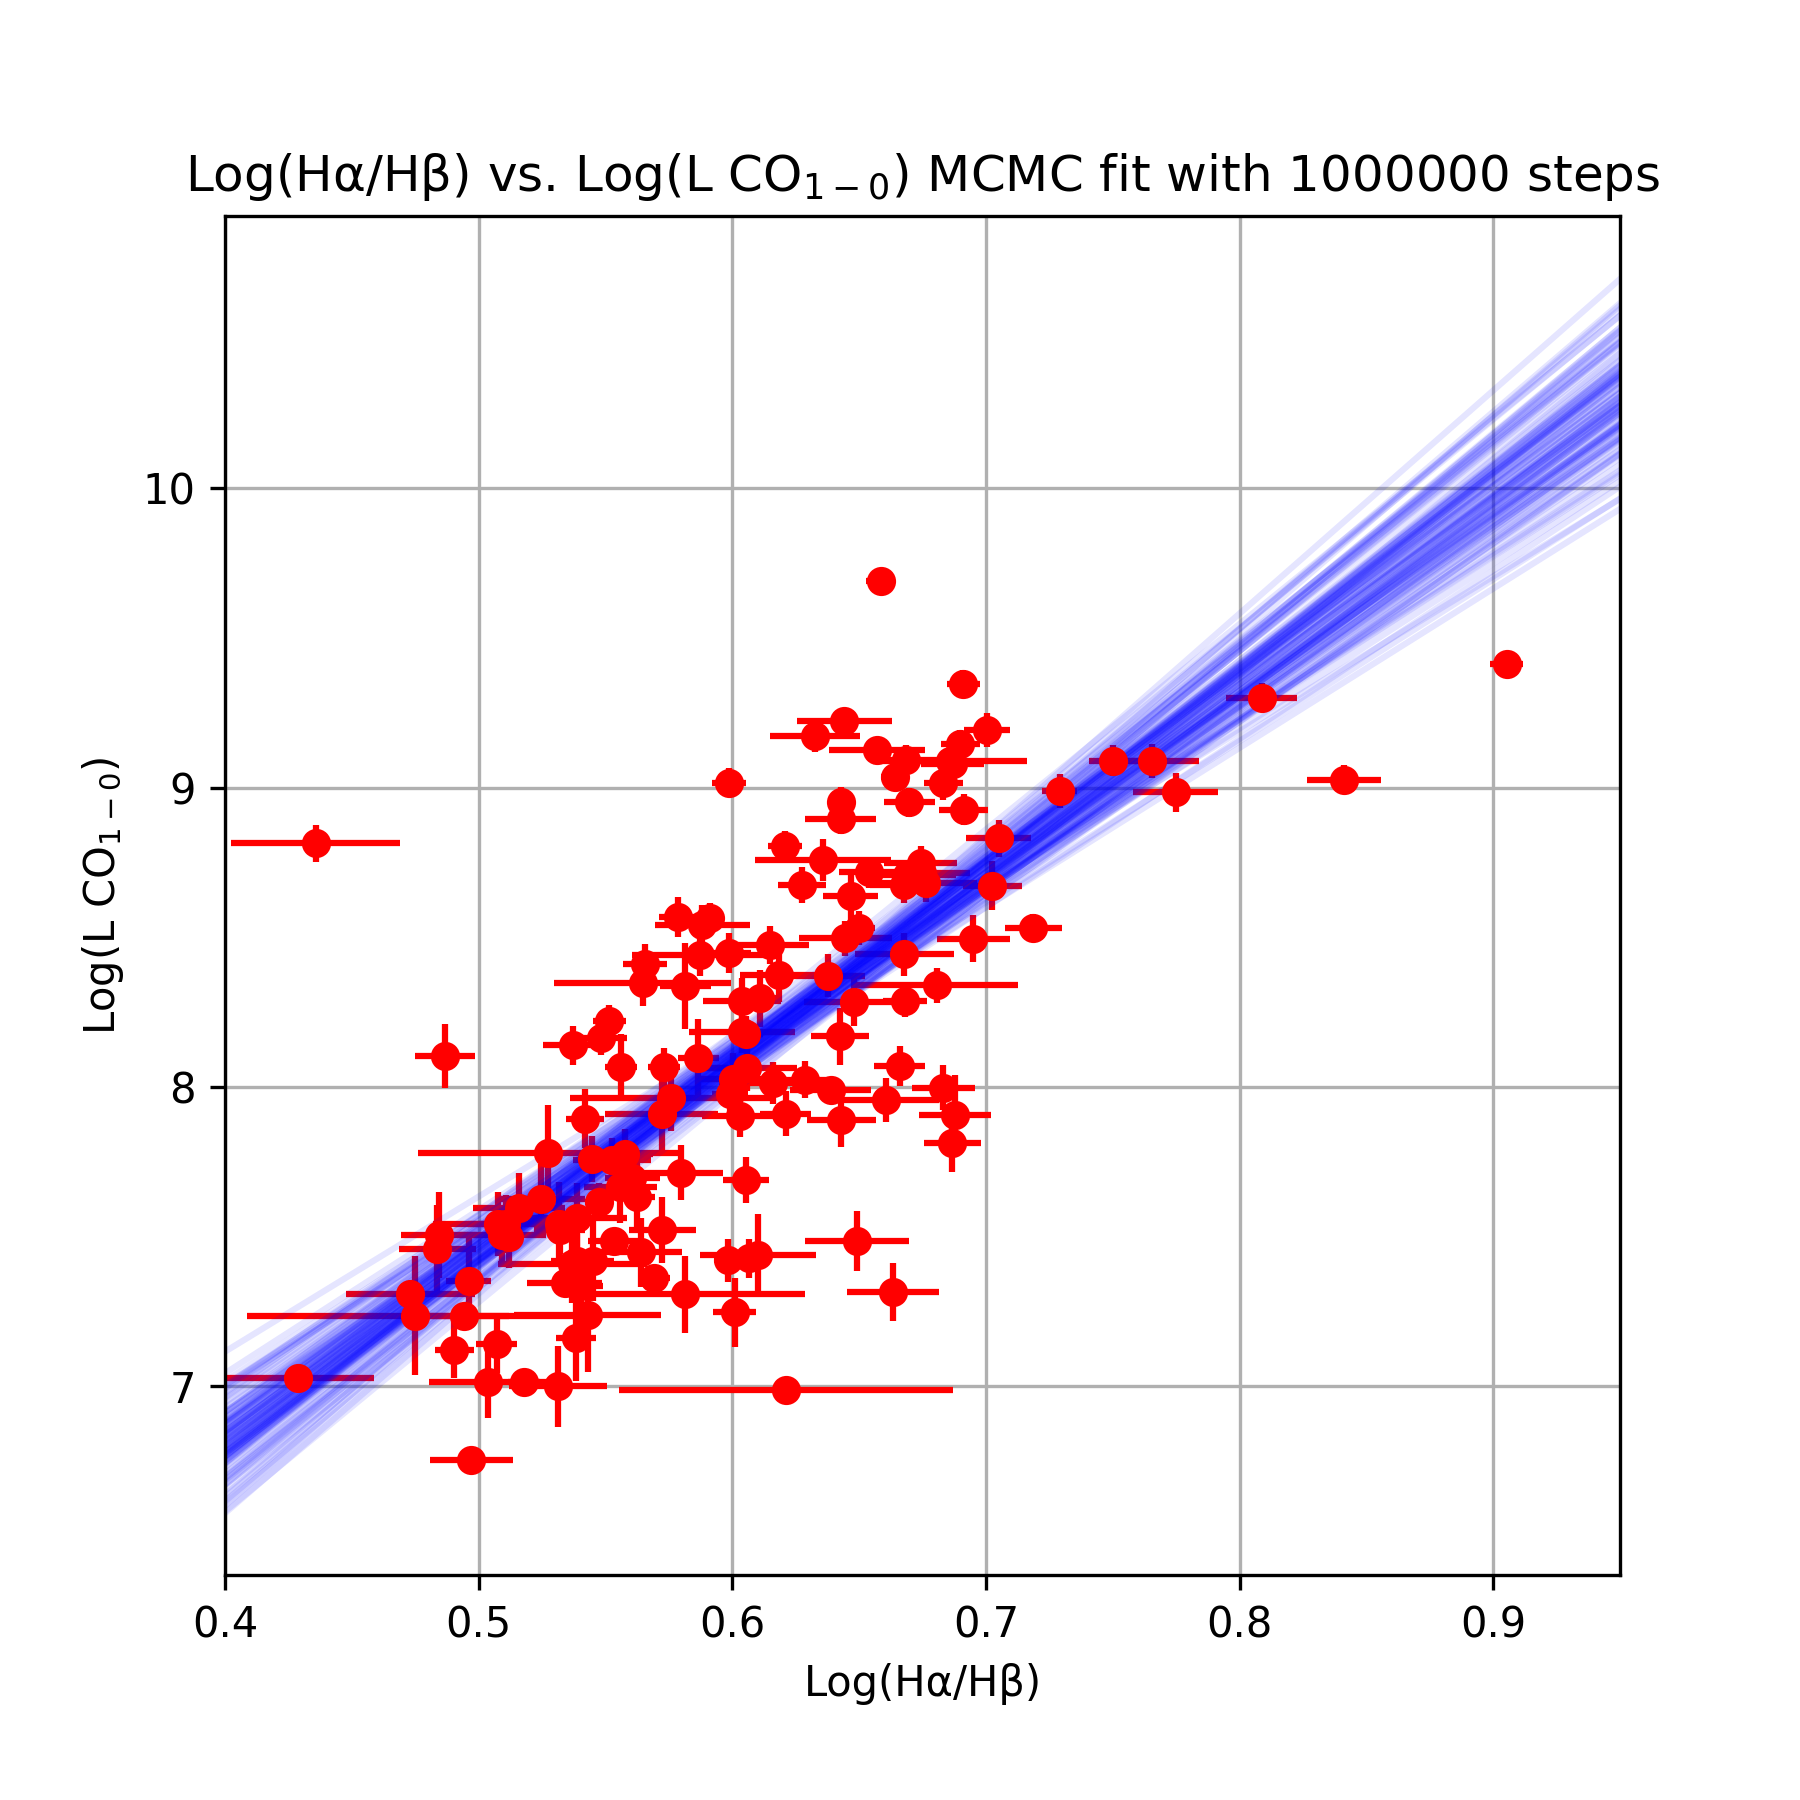 Log(Hα/Hβ) vs. Log(L CO₁₋₀) MCMC fit with 1000000 steps
10
9
8
7
Log(L CO₁₋₀)
0.4 0.5 0.6 0.7 0.8 0.9
Log(Hα/Hβ)